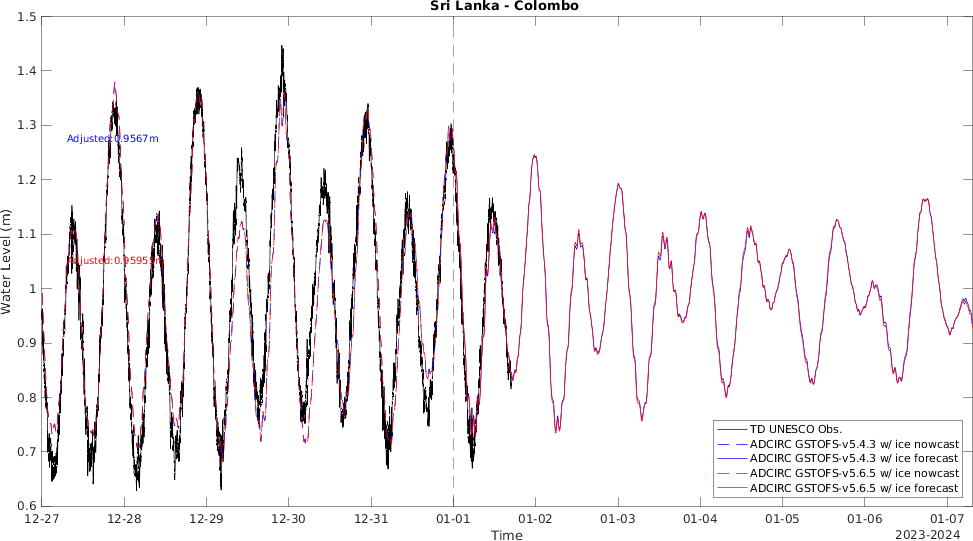 Sri Lanka - Colombo
Water Level (m)
1.5
1.4
1.3
1.2
1.1
1
0.9
0.8
0.7
0.6
Adjusted:0.9567m
Adjusted:0.95955m
TD UNESCO Obs.
ADCIRC GSTOFS-v5.4.3 w/ ice nowcast
ADCIRC GSTOFS-v5.4.3 w/ ice forecast
ADCIRC GSTOFS-v5.6.5 w/ ice nowcast
ADCIRC GSTOFS-v5.6.5 w/ ice forecast
12-27 12-28 12-29 12-30 12-31 01-01 01-02 01-03 01-04 01-05 01-06 01-07
Time
2023-2024